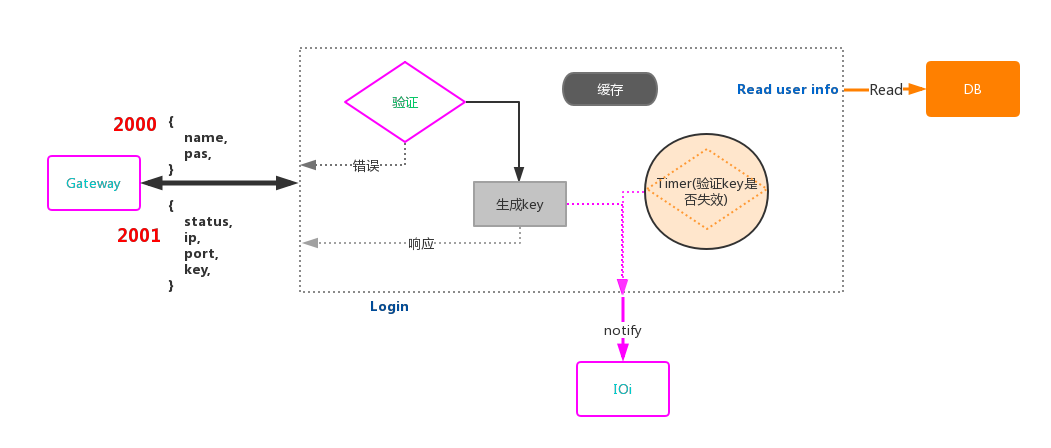 验证
缓存
Read user info
Read
DB
2000
{
name,
pas,
}
错误
Gateway
Timer(验证key是
否失效)
生成key
{
status,
2001
ip,
port,
key,
}
响应
Login
notify
IOi